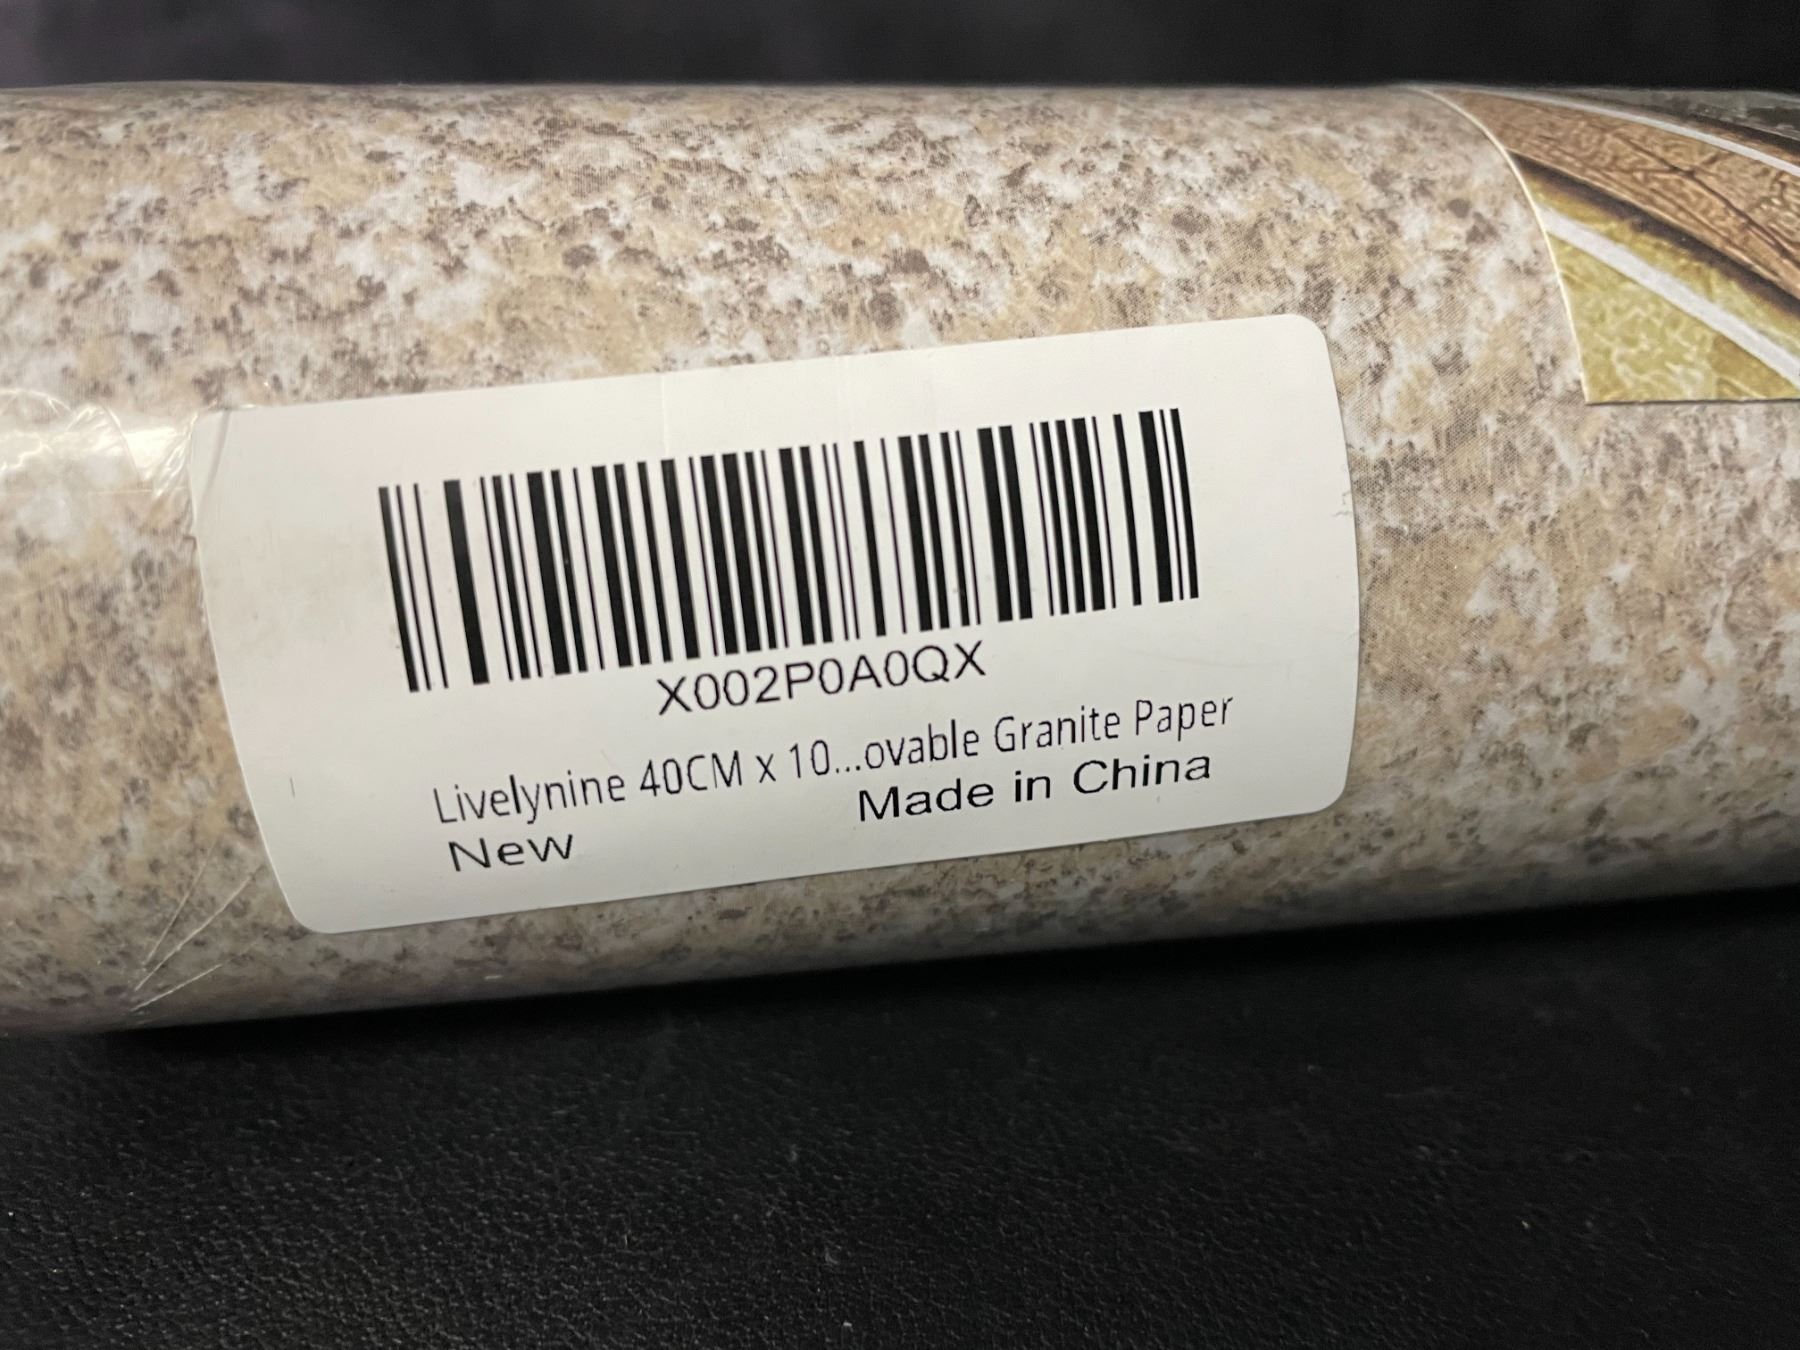 X002P0A0QX
Livelynine 40CM x 10...ovable Granite Paper
New
Made in China